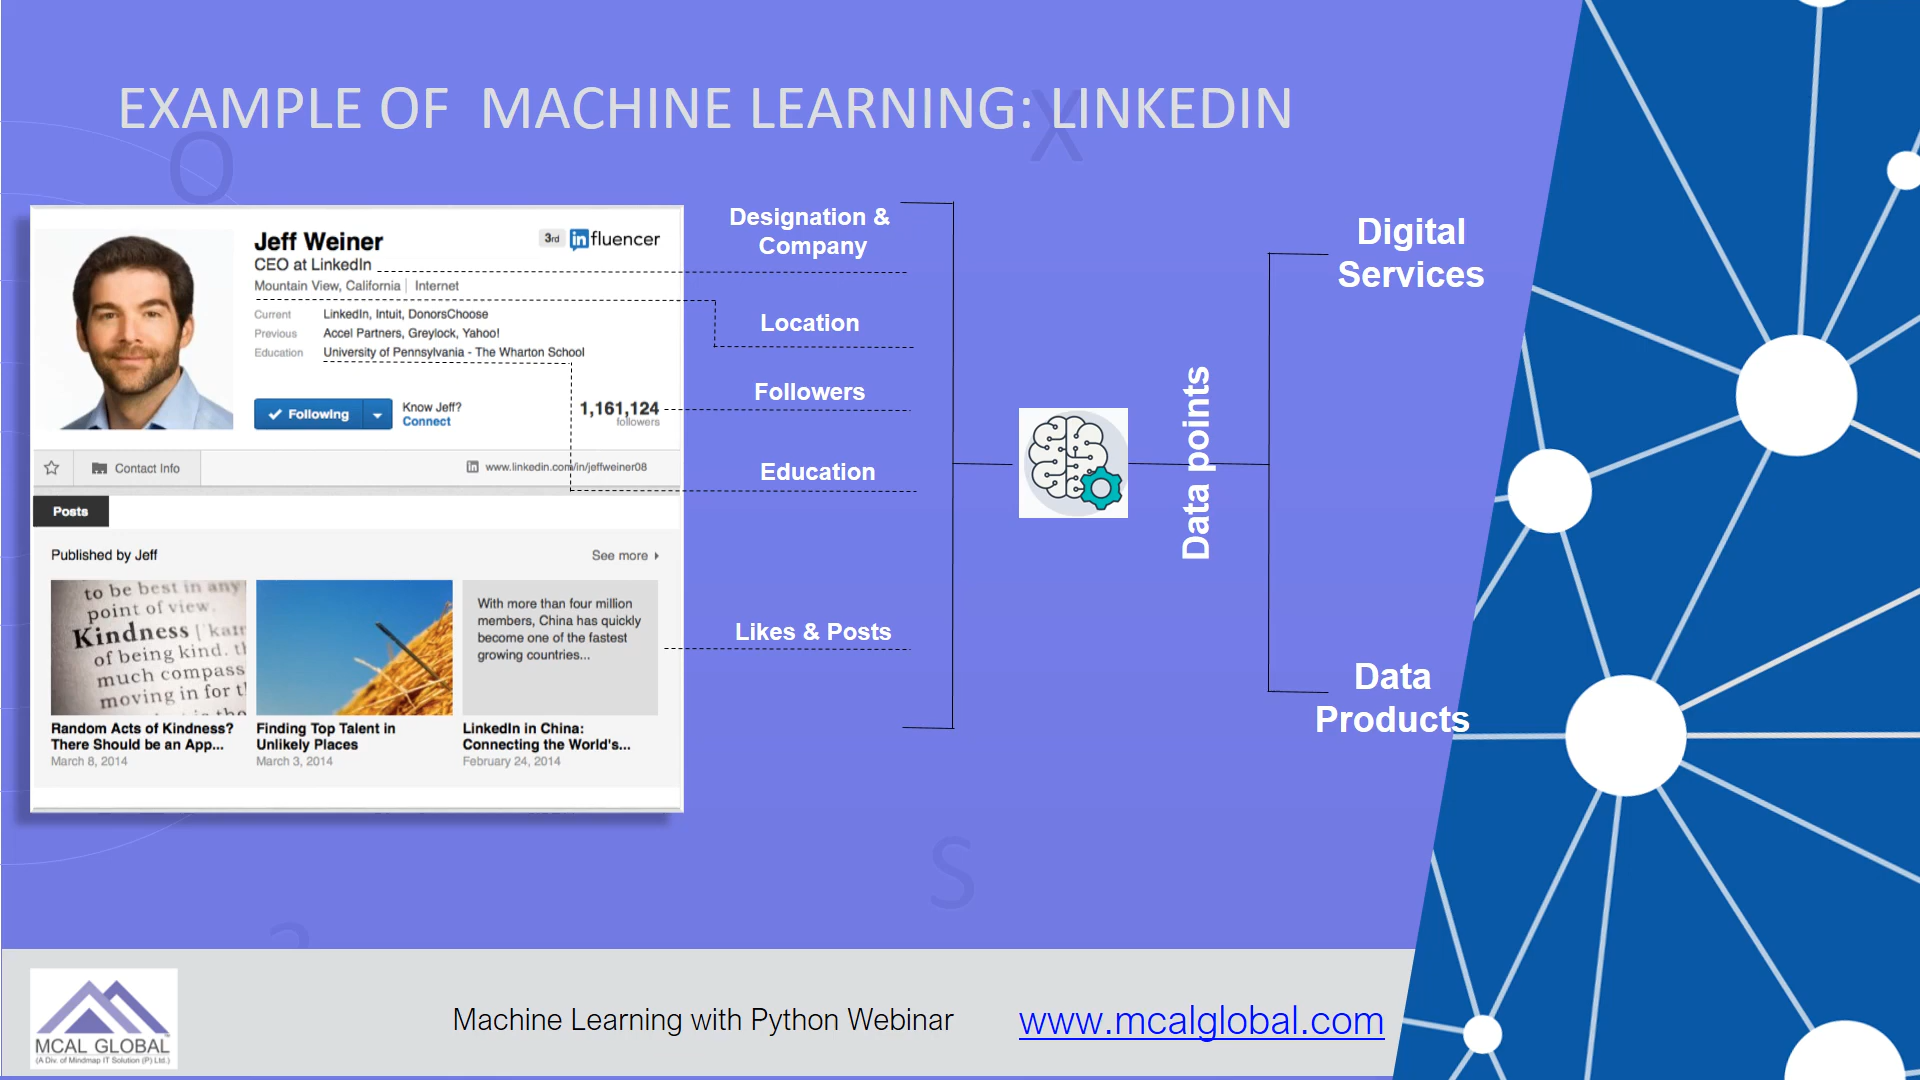 EXAMPLE OF MACHINE LEARNING: LINKEDIN
O
X
Jeff Weiner
3rd
influencer
CEO at LinkedIn
Mountain View, California | Internet
Current LinkedIn, Intuit, DonorsChoose
Previous Accel Partners, Greylock, Yahoo!
Education University of Pennsylvania - The Wharton School
Following
Know Jeff?
Connect
1,161,124
followers
Contact Info
www.linkedin.com/in/jeffweiner08
Posts
Published by Jeff
See more
to be best in any
point of view.
Kindness
of being kind.
much compass
moving in for
With more than four million
members, China has quickly
become one of the fastest
growing countries...
Random Acts of Kindness?
There Should be an App...
March 8, 2014
Finding Top Talent in
Unlikely Places
March 3, 2014
LinkedIn in China:
Connecting the World's...
February 24, 2014
Designation &
Company
Location
Followers
Education
Likes & Posts
Data points
Digital
Services
Data
Products
S
?
MCAL GLOBAL
(A Div. of Mindmap IT Solution (P) Ltd.)
Machine Learning with Python Webinar
www.mcalglobal.com